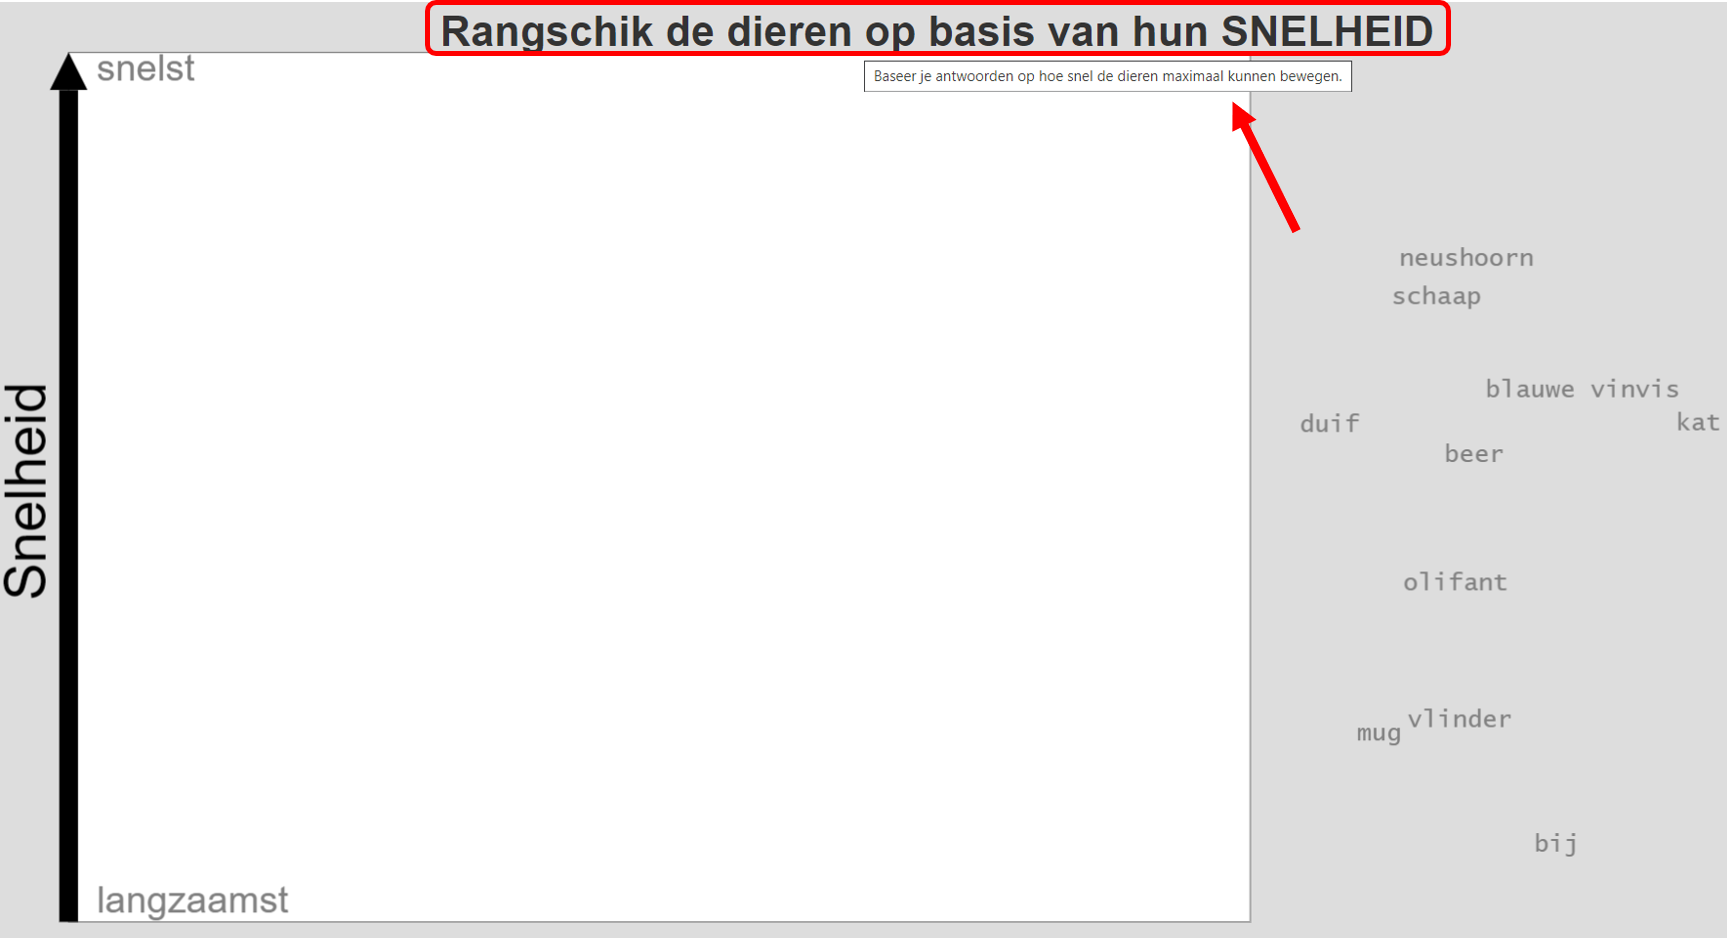 Rangschik de dieren op basis van hun SNELHEID
snelst
Baseer je antwoorden op hoe snel de dieren maximaal kunnen bewegen.
neushoorn
schaap
blauwe vinvis
duif
kat
beer
Snelheid
olifant
vlinder
mug
bij
langzaamst